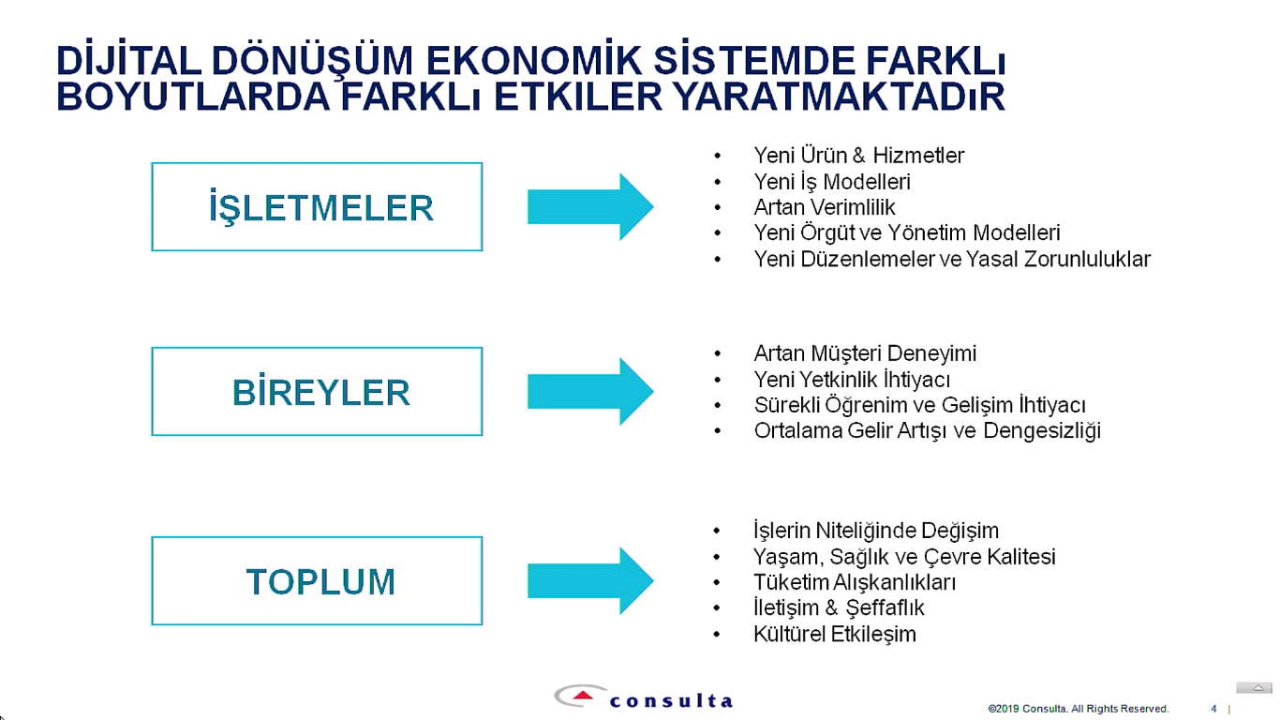 DİJİTAL DÖNÜŞÜM EKONOMİK SİSTEMDE FARKLı
BOYUTLARDA FARKLı ETKILER YARATMAKTADıR
İŞLETMELER
• Yeni Ürün & Hizmetler
• Yeni İş Modelleri
• Artan Verimlilik
• Yeni Örgüt ve Yönetim Modelleri
• Yeni Düzenlemeler ve Yasal Zorunluluklar
BİREYLER
• Artan Müşteri Deneyimi
• Yeni Yetkinlik İhtiyacı
• Sürekli Öğrenim ve Gelişim İhtiyacı
• Ortalama Gelir Artışı ve Dengesizliği
TOPLUM
• İşlerin Niteliğinde Değişim
• Yaşam, Sağlık ve Çevre Kalitesi
• Tüketim Alışkanlıkları
• İletişim & Şeffaflık
• Kültürel Etkileşim
consulta
©2019 Consulta. All Rights Reserved. 4 |